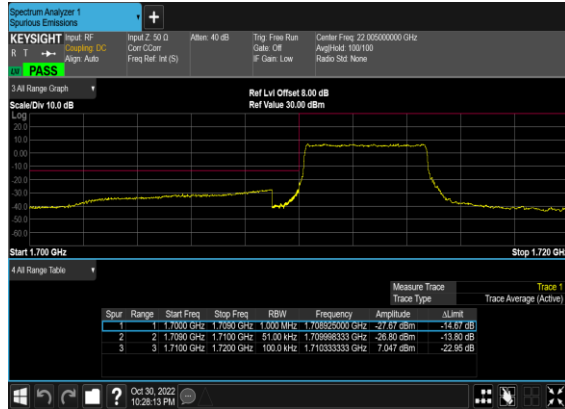 Spectrum Analyzer 1
Spurious Emissions
KEYSIGHT Input: RF Input Z: 50 Ω Atten: 40 dB Trig: Free Run Center Freq: 22.005000000 GHz
R T Coupling: DC Corr CCorr Gate: Off Avg|Hold: 100/100
Align: Auto Freq Ref: Int (S) IF Gain: Low Radio Std: None
LV PASS
3 All Range Graph
Ref Lvl Offset 8.00 dB
Scale/Div 10.0 dB Ref Value 30.00 dBm
Log
20.0
10.0
0.00
-10.0
-20.0
-30.0
-40.0
-50.0
-60.0
Start 1.700 GHz Stop 1.720 GHz
4 All Range Table
Measure Trace Trace 1
Trace Type Trace Average (Active)
Spur Range Start Freq Stop Freq RBW Frequency Amplitude ΔLimit
1 1 1.7000 GHz 1.7090 GHz 1.000 MHz 1.708925000 GHz -27.67 dBm -14.67 dB
2 2 1.7090 GHz 1.7100 GHz 51.00 kHz 1.709998333 GHz -26.80 dBm -13.80 dB
3 3 1.7100 GHz 1.7200 GHz 100.0 kHz 1.710333333 GHz 7.047 dBm -22.95 dB
Oct 30, 2022
10:28:13 PM